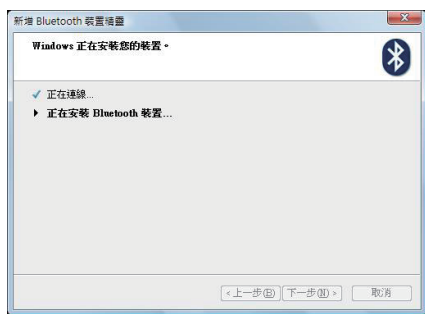 新增 Bluetooth 裝置精靈
Windows 正在安裝您的裝置。
正在連線...
正在安裝 Bluetooth 裝置...
<上一步(B) 下一步(N)> 取消